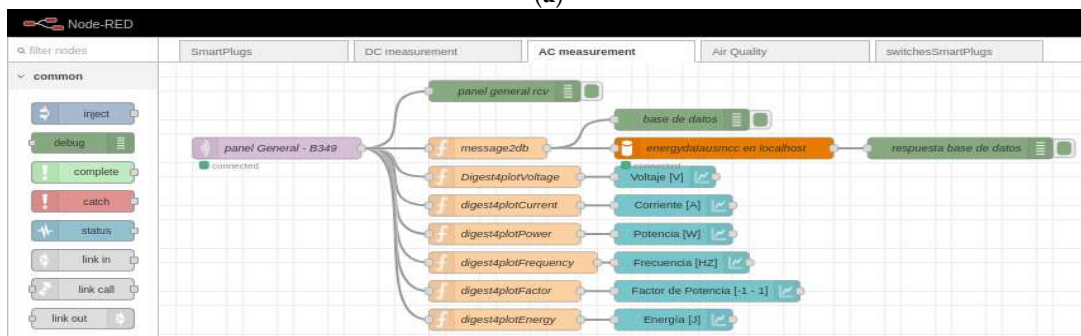 (a)
Node-RED
filter nodes
SmartPlugs
DC measurement
AC measurement
Air Quality
switchesSmartPlugs
common
inject
debug
complete
catch
status
link in
link call
link out
panel general rcv
base de datos
panel General - B349
connected
message2db
energydatausmcc en localhost
connected
respuesta base de datos
Digest4plotVoltage
Voltaje [V]
digest4plotCurrent
Corriente [A]
digest4plotPower
Potencia [W]
digest4plotFrequency
Frecuencia [HZ]
digest4plotFactor
Factor de Potencia [-1 - 1]
digest4plotEnergy
Energía [J]